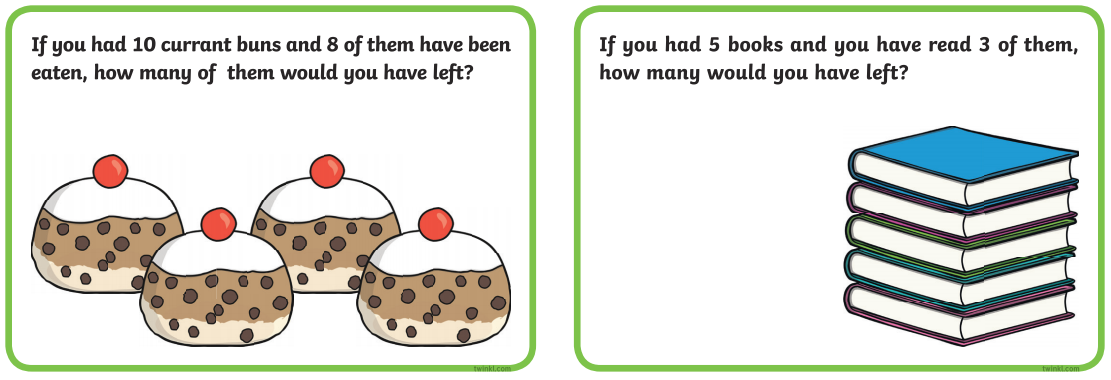 If you had 10 currant buns and 8 of them have been
eaten, how many of them would you have left?
twinkl.com
If you had 5 books and you have read 3 of them,
how many would you have left?
twinkl.com